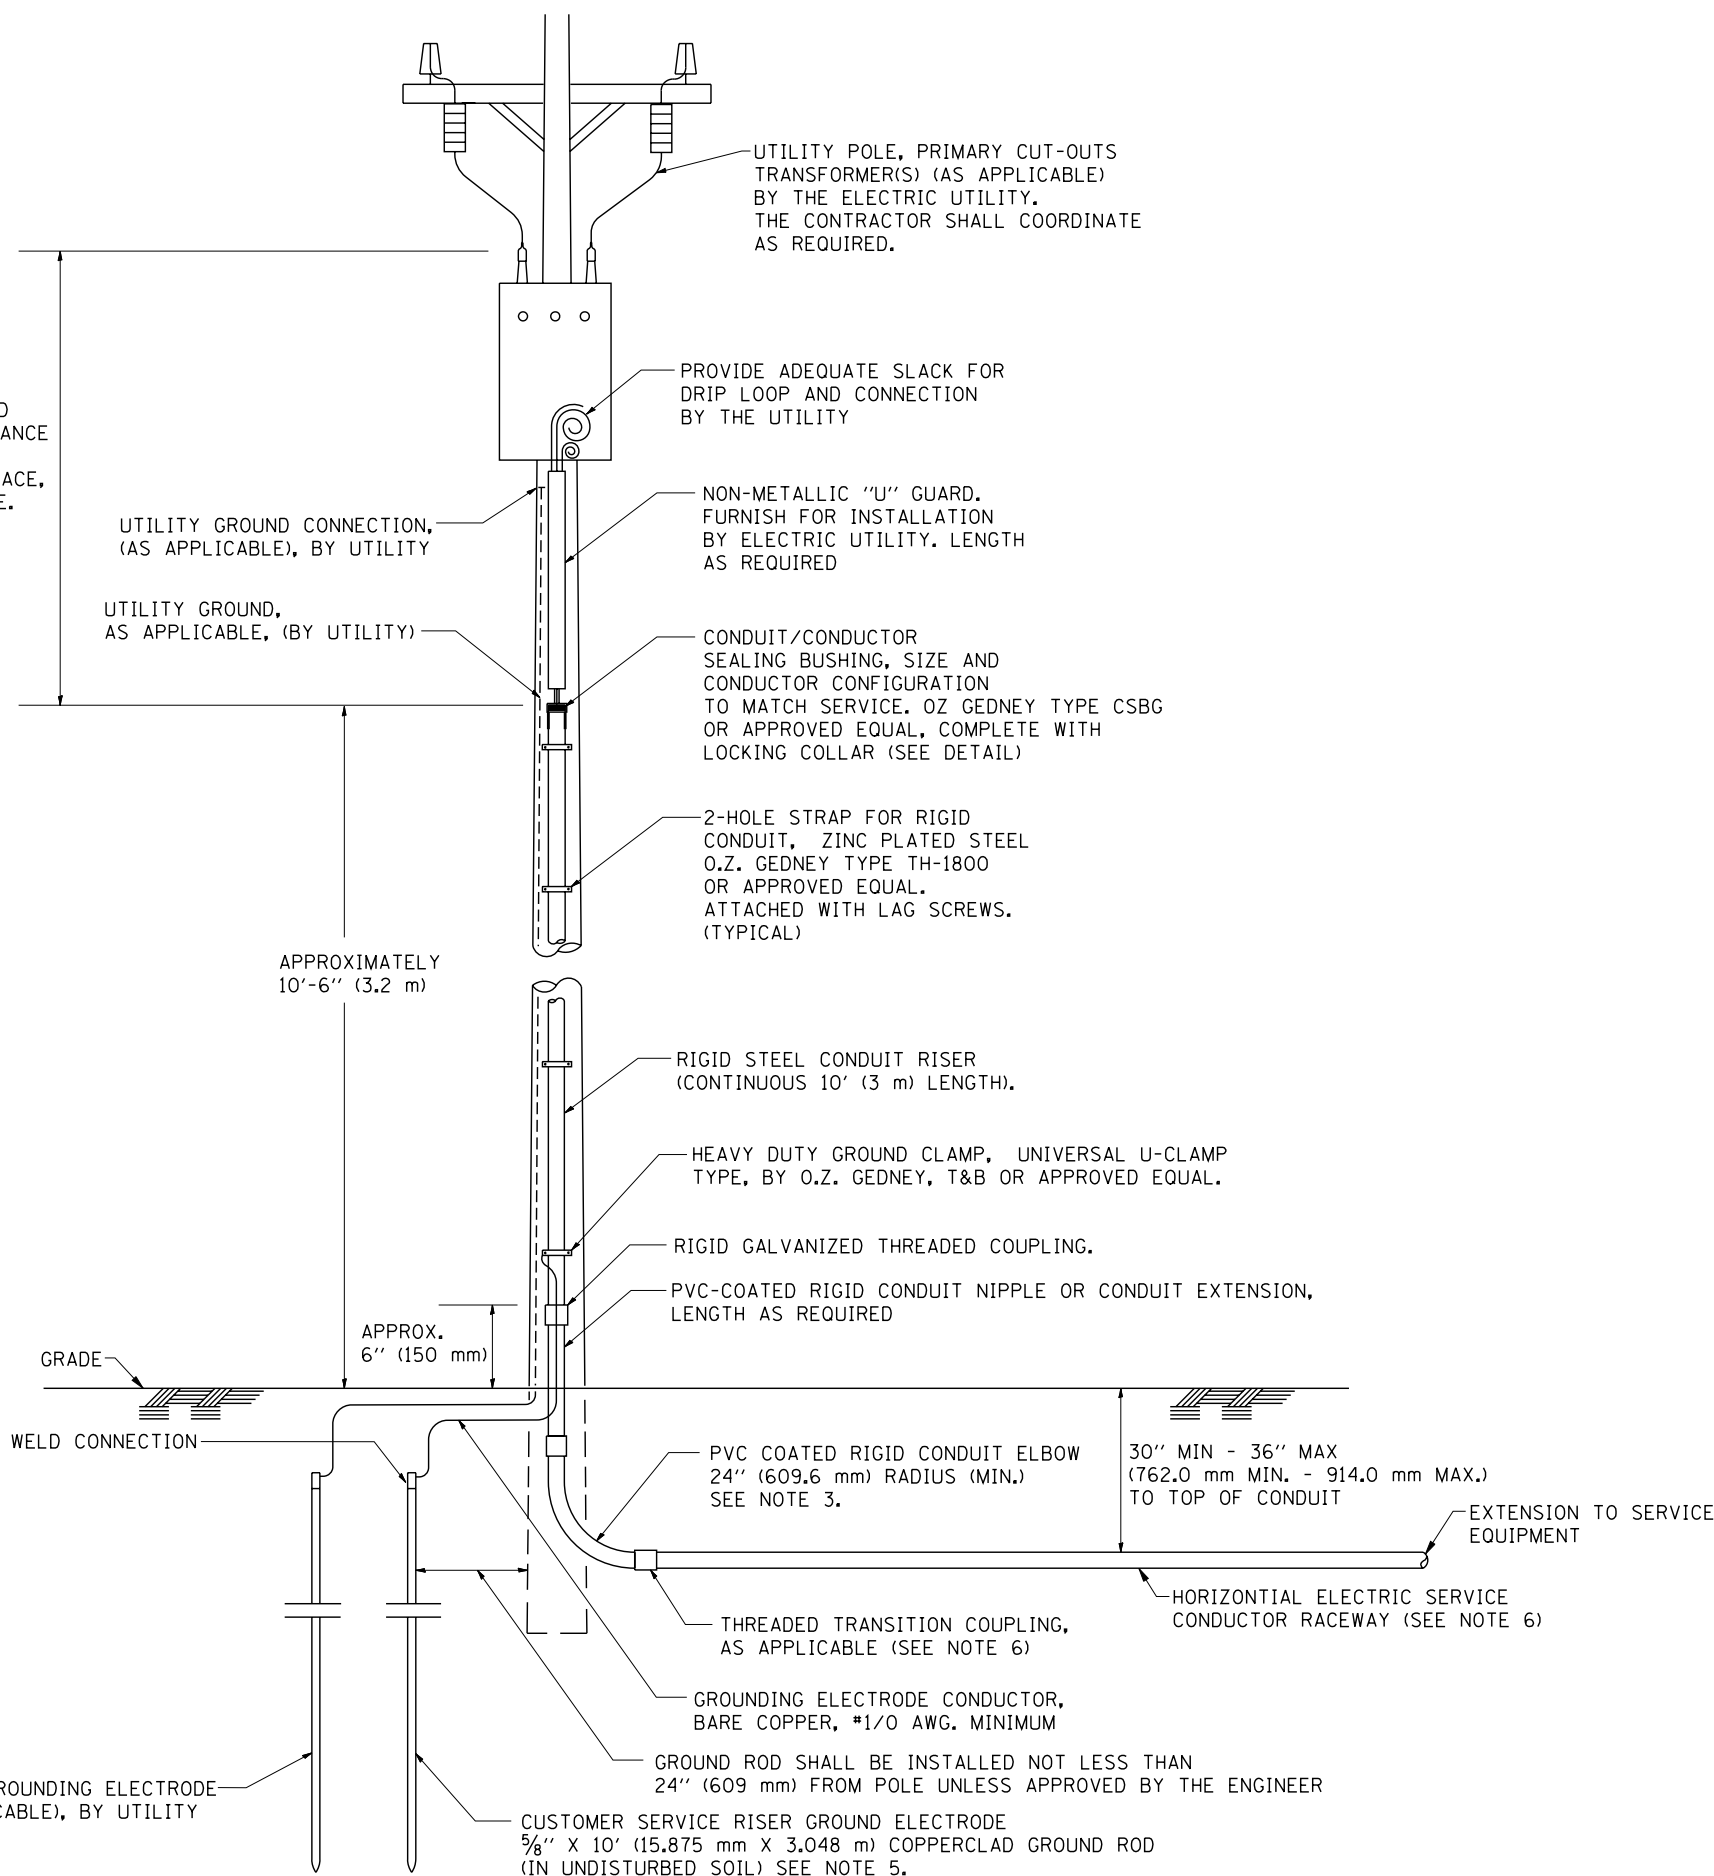 UTILITY POLE, PRIMARY CUT-OUTS
TRANSFORMER(S) (AS APPLICABLE)
BY THE ELECTRIC UTILITY.
THE CONTRACTOR SHALL COORDINATE
AS REQUIRED.
PROVIDE ADEQUATE SLACK FOR
DRIP LOOP AND CONNECTION
BY THE UTILITY
NON-METALLIC "U" GUARD.
FURNISH FOR INSTALLATION
BY ELECTRIC UTILITY. LENGTH
AS REQUIRED
UTILITY GROUND CONNECTION,
(AS APPLICABLE), BY UTILITY
UTILITY GROUND,
AS APPLICABLE, (BY UTILITY)
CONDUIT/CONDUCTOR
SEALING BUSHING, SIZE AND
CONDUCTOR CONFIGURATION
TO MATCH SERVICE. OZ GEDNEY TYPE CSBG
OR APPROVED EQUAL, COMPLETE WITH
LOCKING COLLAR (SEE DETAIL)
2-HOLE STRAP FOR RIGID
CONDUIT, ZINC PLATED STEEL
O.Z. GEDNEY TYPE TH-1800
OR APPROVED EQUAL.
ATTACHED WITH LAG SCREWS.
(TYPICAL)
APPROXIMATELY
10'-6'' (3.2 m)
RIGID STEEL CONDUIT RISER
(CONTINUOUS 10' (3 m) LENGTH).
HEAVY DUTY GROUND CLAMP, UNIVERSAL U-CLAMP
TYPE, BY O.Z. GEDNEY, T&B OR APPROVED EQUAL.
RIGID GALVANIZED THREADED COUPLING.
PVC-COATED RIGID CONDUIT NIPPLE OR CONDUIT EXTENSION,
LENGTH AS REQUIRED
APPROX.
6'' (150 mm)
GRADE
WELD CONNECTION
PVC COATED RIGID CONDUIT ELBOW
24'' (609.6 mm) RADIUS (MIN.)
SEE NOTE 3.
30'' MIN - 36'' MAX
(762.0 mm MIN. - 914.0 mm MAX.)
TO TOP OF CONDUIT
EXTENSION TO SERVICE
EQUIPMENT
HORIZONTIAL ELECTRIC SERVICE
CONDUCTOR RACEWAY (SEE NOTE 6)
THREADED TRANSITION COUPLING,
AS APPLICABLE (SEE NOTE 6)
GROUNDING ELECTRODE CONDUCTOR,
BARE COPPER, #1/0 AWG. MINIMUM
GROUND ROD SHALL BE INSTALLED NOT LESS THAN
24'' (609 mm) FROM POLE UNLESS APPROVED BY THE ENGINEER
ELECTRODE
BY UTILITY
CUSTOMER SERVICE RISER GROUND ELECTRODE
5/8'' X 10' (15.875 mm X 3.048 m) COPPERCLAD GROUND ROD
(IN UNDISTURBED SOIL) SEE NOTE 5.